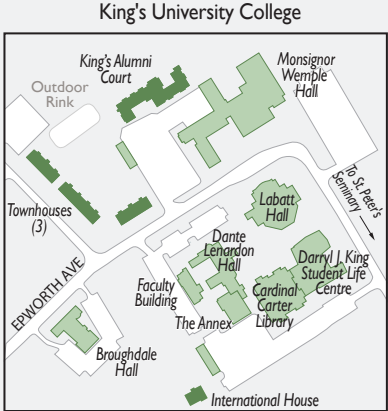 King's University College
King's Alumni
Court
Monsignor
Wemple
Hall
Outdoor
Rink
To St. Peter's
Seminary
Townhouses
(3)
Labatt
Hall
Dante
Lenardon
Hall
Darryl J. King
Student Life
Centre
EPWORTH AVE
Faculty
Building
Cardinal
Carter
Library
The Annex
Broughdale
Hall
International House